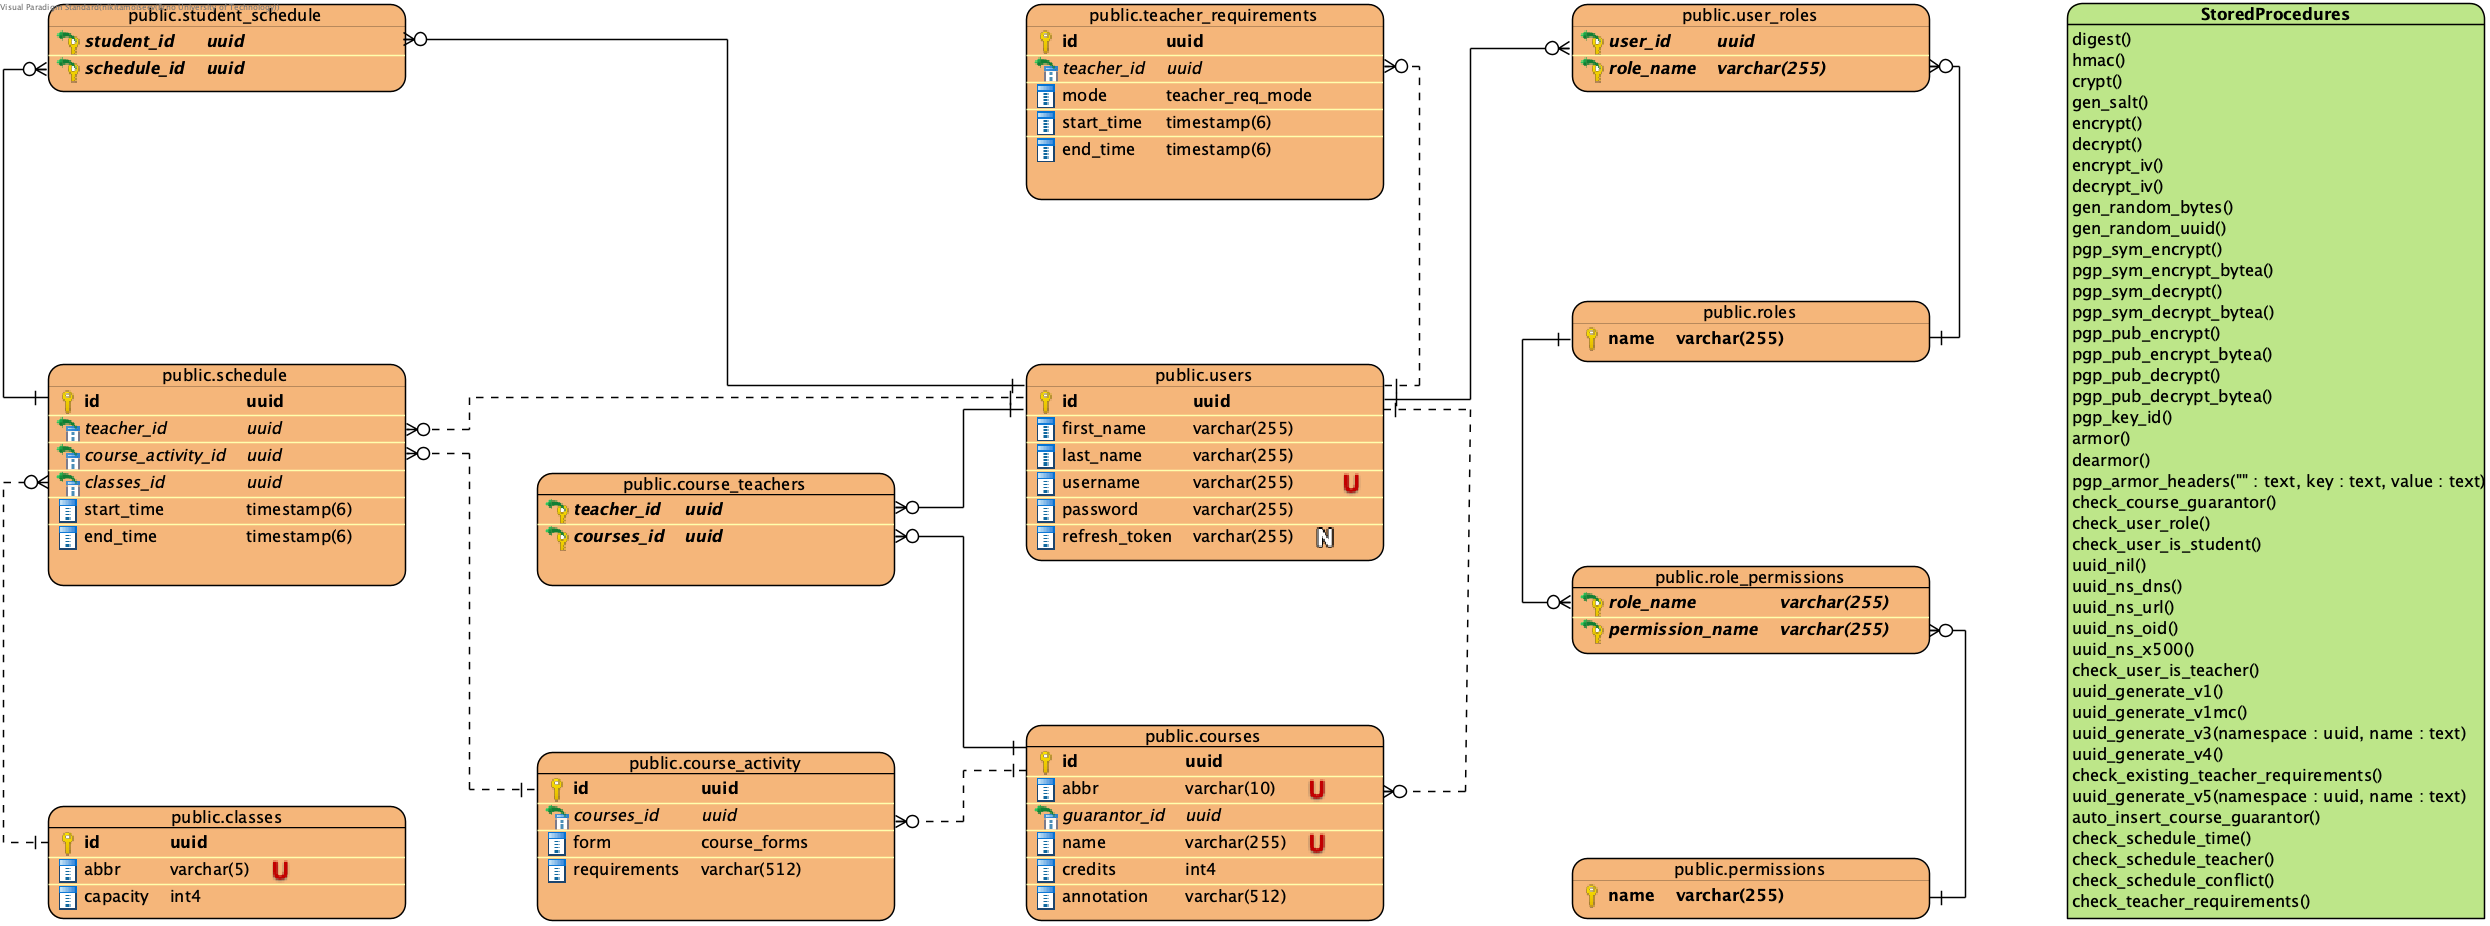 public.student_schedule
student_id uuid
schedule_id uuid
public.teacher_requirements
id uuid
teacher_id uuid
mode teacher_req_mode
start_time timestamp(6)
end_time timestamp(6)
public.user_roles
user_id uuid
role_name varchar(255)
public.roles
name varchar(255)
public.schedule
id uuid
teacher_id uuid
course_activity_id uuid
classes_id uuid
start_time timestamp(6)
end_time timestamp(6)
public.users
id uuid
first_name varchar(255)
last_name varchar(255)
username varchar(255) U
password varchar(255)
refresh_token varchar(255) N
public.course_teachers
teacher_id uuid
courses_id uuid
public.role_permissions
role_name varchar(255)
permission_name varchar(255)
public.courses
id uuid
abbr varchar(10) U
guarantor_id uuid
name varchar(255) U
credits int4
annotation varchar(512)
public.course_activity
id uuid
courses_id uuid
form course_forms
requirements varchar(512)
public.classes
id uuid
abbr varchar(5) U
capacity int4
public.permissions
name varchar(255)
StoredProcedures
digest()
hmac()
crypt()
gen_salt()
encrypt()
decrypt()
encrypt_iv()
decrypt_iv()
gen_random_bytes()
gen_random_uuid()
pgp_sym_encrypt()
pgp_sym_encrypt_bytea()
pgp_sym_decrypt()
pgp_sym_decrypt_bytea()
pgp_pub_encrypt()
pgp_pub_encrypt_bytea()
pgp_pub_decrypt()
pgp_pub_decrypt_bytea()
pgp_key_id()
armor()
dearmor()
pgp_armor_headers("" : text, key : text, value : text)
check_course_guarantor()
check_user_role()
check_user_is_student()
uuid_nil()
uuid_ns_dns()
uuid_ns_url()
uuid_ns_oid()
uuid_ns_x500()
check_user_is_teacher()
uuid_generate_v1()
uuid_generate_v1mc()
uuid_generate_v3(namespace : uuid, name : text)
uuid_generate_v4()
check_existing_teacher_requirements()
uuid_generate_v5(namespace : uuid, name : text)
auto_insert_course_guarantor()
check_schedule_time()
check_schedule_teacher()
check_schedule_conflict()
check_teacher_requirements()